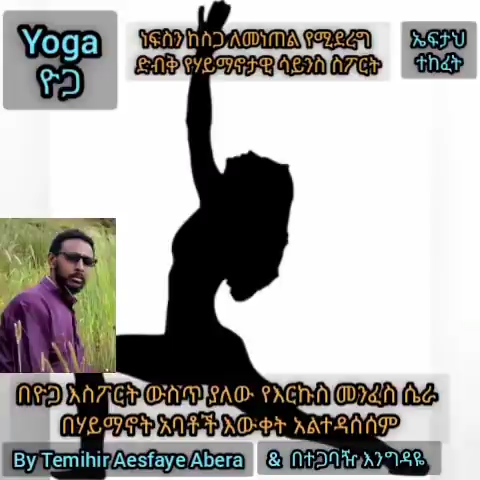 Yoga
ዮጋ
ነፍስን ከስጋ ለመነጠል የሚደረግ
ድብቅ የሃይማኖታዊ ሳይንስ ስፖርት
ኤፍታህ
ተከፈት
በዮጋ እስፖርት ውስጥ ያለው የእርኩስ መንፈስ ሴራ
በሃይማኖት አባቶች እውቀት አልተዳሰሰም
By Temihir Aesfaye Abera
& በተጋባዥ እንግዳዬ